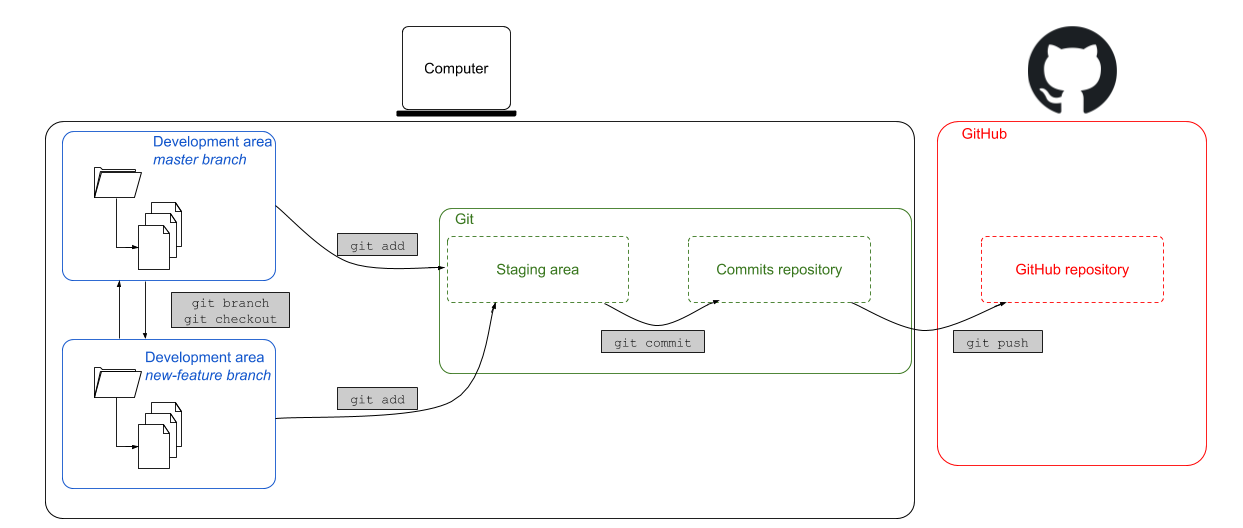 Computer
GitHub
Development area
master branch
Git
git add
Staging area
Commits repository
GitHub repository
git branch
git checkout
git commit
git push
Development area
new-feature branch
git add